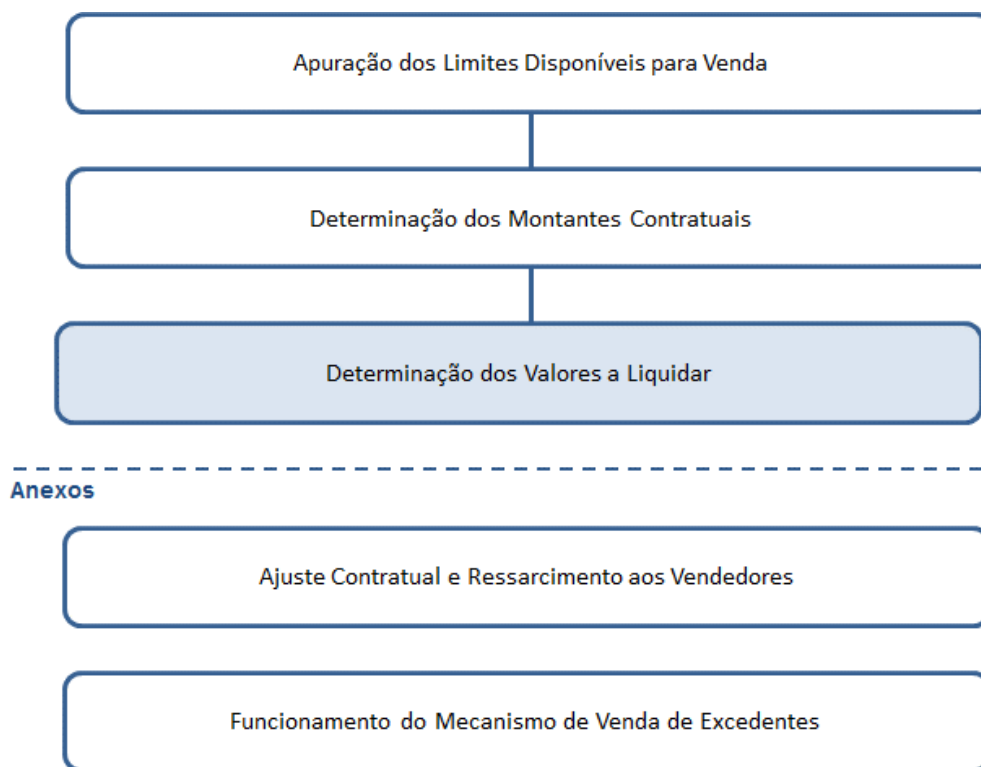 Apuração dos Limites Disponíveis para Venda
Determinação dos Montantes Contratuais
Determinação dos Valores a Liquidar
Anexos
Ajuste Contratual e Ressarcimento aos Vendedores
Funcionamento do Mecanismo de Venda de Excedentes